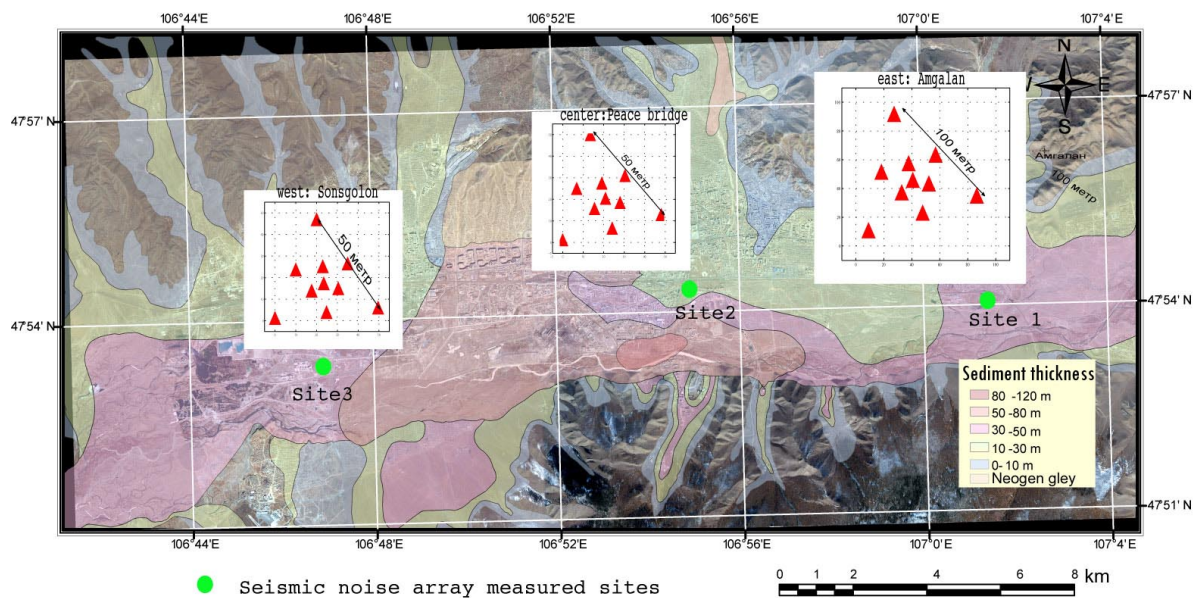 106°44' E
106°48' E
106°52' E
106°56' E
107°0' E
107°4' E
N
E
S
east: Amgalan
100 метр
47°57' N
47°57' N
center:Peace bridge
50 метр
Амгалан
100 метр
west: Sonsgolon
50 метр
Site2
Site 1
47°54' N
47°54' N
Site3
Sediment thickness
80 -120 m
50 -80 m
30 -50 m
10 -30 m
0- 10 m
Neogen gley
47°51' N
47°51' N
106°44' E
106°48' E
106°52' E
106°56' E
107°0' E
107°4' E
Seismic noise array measured sites
0 1 2 4 6 8 km